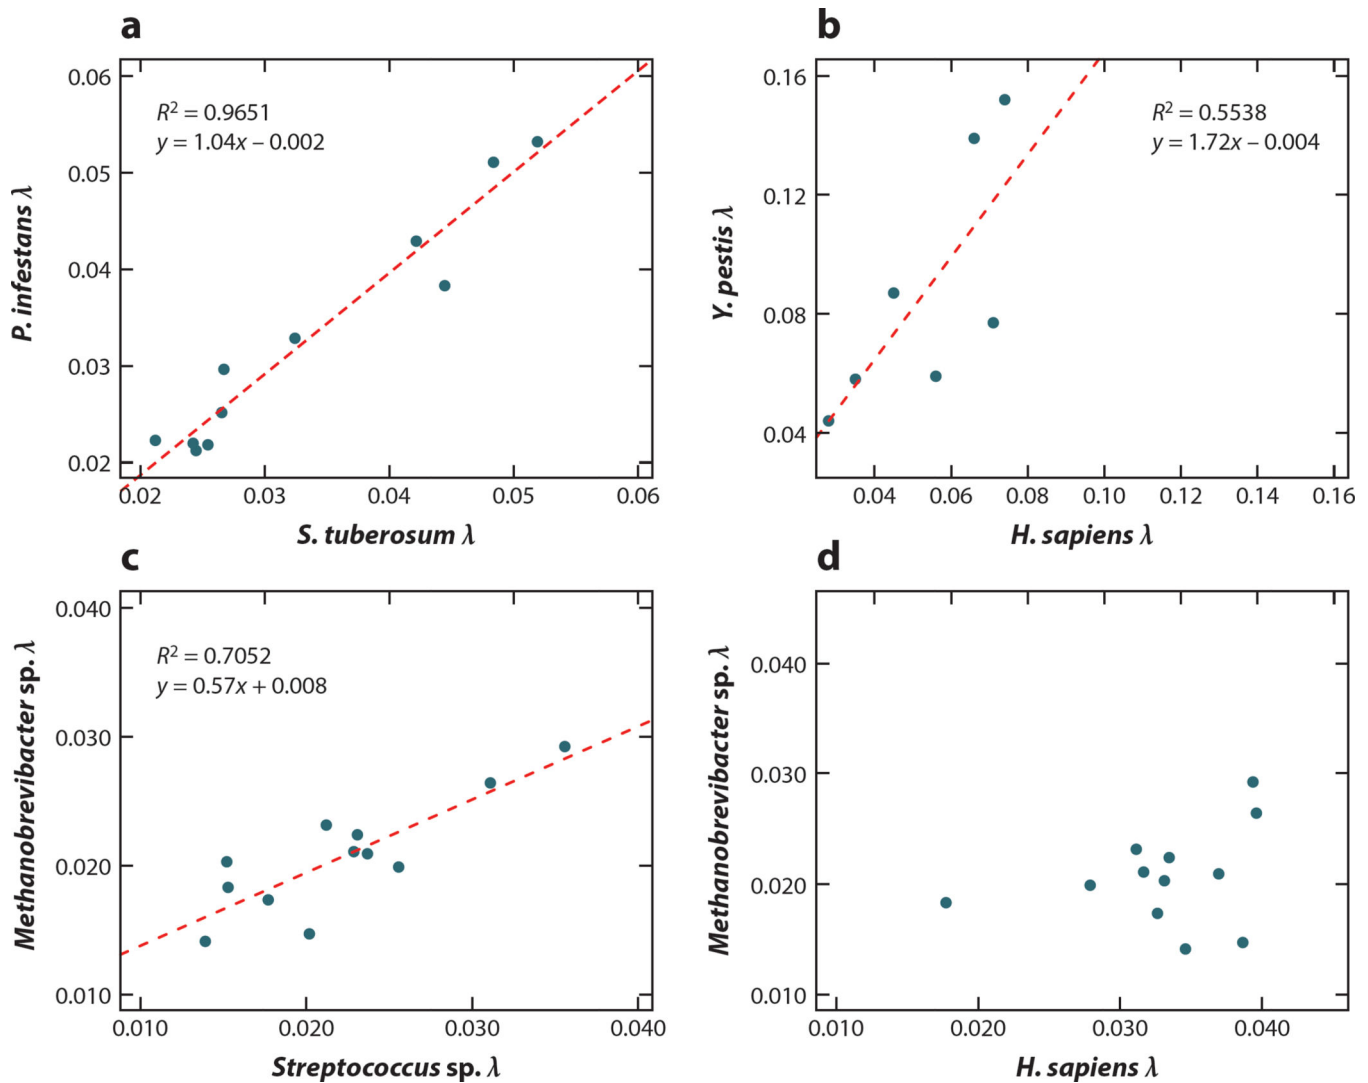 a
0.06
0.05
0.04
0.03
0.02
P. infestans λ
R² = 0.9651
y = 1.04x – 0.002
0.02 0.03 0.04 0.05 0.06
S. tuberosum λ
b
0.16
0.12
0.08
0.04
Y. pestis λ
R² = 0.5538
y = 1.72x – 0.004
0.04 0.06 0.08 0.10 0.12 0.14 0.16
H. sapiens λ
c
0.040
0.030
0.020
0.010
Methanobrevibacter sp. λ
R² = 0.7052
y = 0.57x + 0.008
0.010 0.020 0.030 0.040
Streptococcus sp. λ
d
0.040
0.030
0.020
0.010
Methanobrevibacter sp. λ
0.010 0.020 0.030 0.040
H. sapiens λ